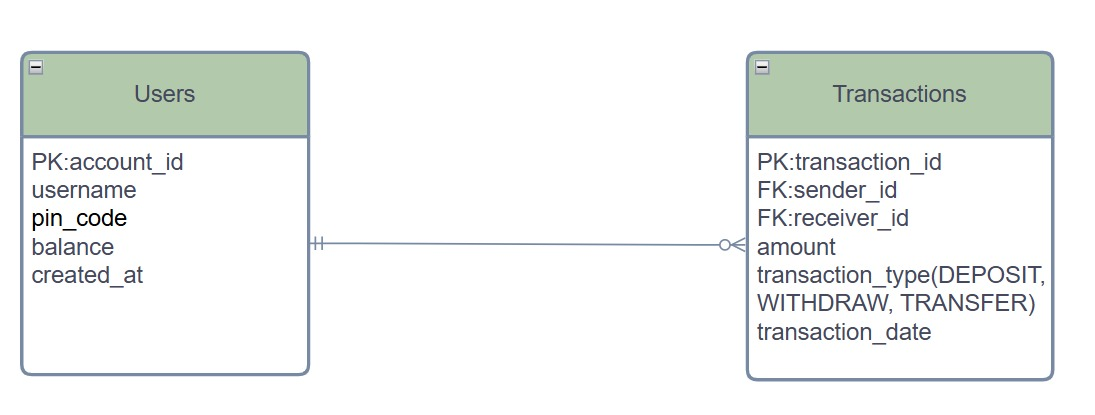 Users
PK:account_id
username
pin_code
balance
created_at
Transactions
PK:transaction_id
FK:sender_id
FK:receiver_id
amount
transaction_type(DEPOSIT,
WITHDRAW, TRANSFER)
transaction_date